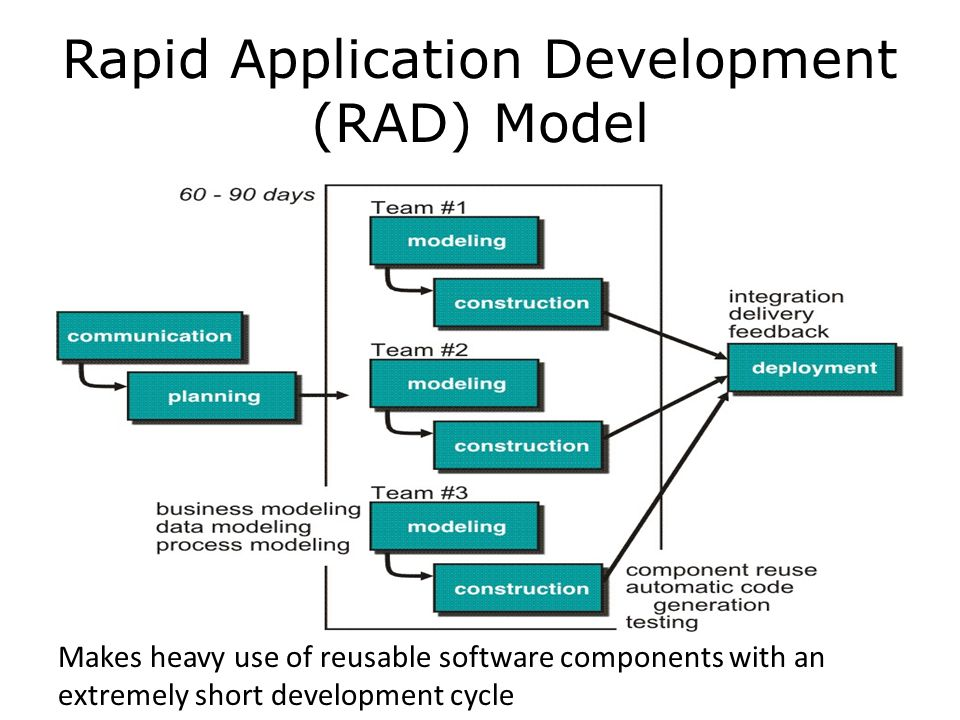 Rapid Application Development
(RAD) Model
60 - 90 days
communication
planning
Team #1
modeling
construction
Team #2
modeling
construction
Team #3
modeling
construction
business modeling
data modeling
process modeling
component reuse
automatic code
generation
testing
integration
delivery
feedback
deployment
Makes heavy use of reusable software components with an
extremely short development cycle